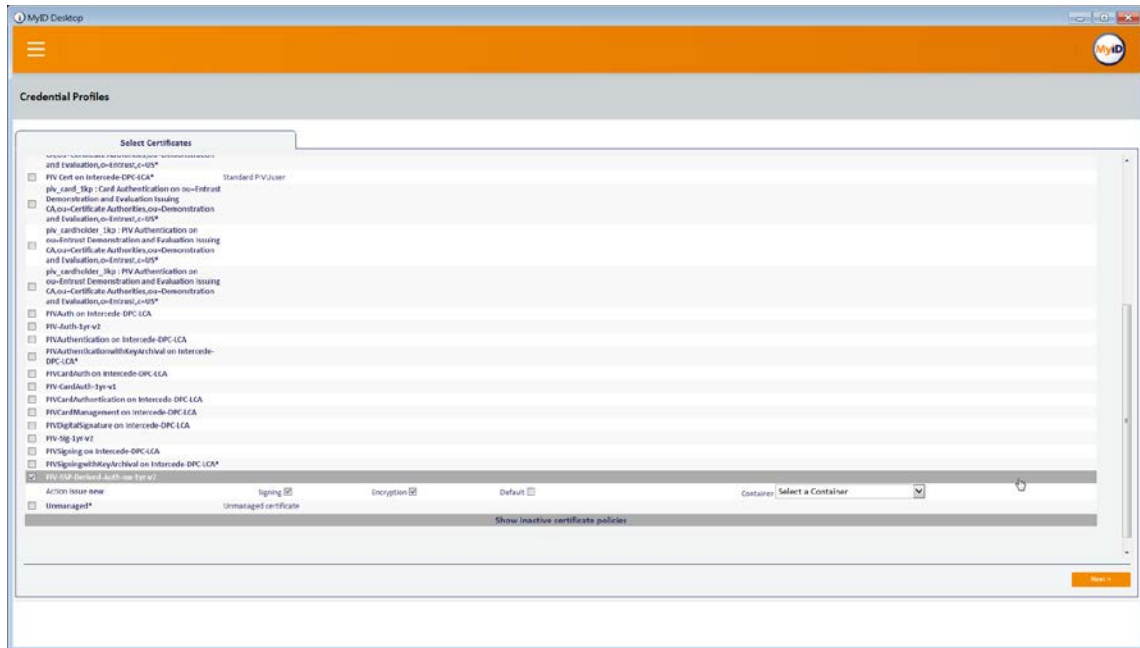 MyID Desktop
MyiD
Credential Profiles
Select Certificates
and Evaluation,o=Entrust,c=US*
PIV Cert on Intercede-DPC-LCA* Standard PIVUser
piv_card_1kp : Card Authentication on ou=Entrust
Demonstration and Evaluation Issuing
CA,ou=Certificate Authorities,ou=Demonstration
and Evaluation,o=Entrust,c=US*
piv_cardholder_1kp : PIV Authentication on
ou=Entrust Demonstration and Evaluation Issuing
CA,ou=Certificate Authorities,ou=Demonstration
and Evaluation,o=Entrust,c=US*
piv_cardholder_3kp : PIV Authentication on
ou=Entrust Demonstration and Evaluation Issuing
CA,ou=Certificate Authorities,ou=Demonstration
and Evaluation,o=Entrust,c=US*
PIVAuth on Intercede-DPC-LCA
PIV-Auth-1yr-v2
PIVAuthentication on Intercede-DPC-LCA
PIVAuthenticationwithKeyArchival on Intercede-
DPC-LCA*
PIVCardAuth on Intercede-DPC-LCA
PIV-CardAuth-1yr-v1
PIVCardAuthentication on Intercede-DPC-LCA
PIVCardManagement on Intercede-DPC-LCA
PIVDigitalSignature on Intercede-DPC-LCA
PIV-Sig-1yr-v2
PIVSigning on Intercede-DPC-LCA
PIVSigningwithKeyArchival on Intercede-DPC-LCA*
PIV-SSP-Derived-Auth-sw-1yr-v2
Action Issue new Signing Encryption Default Container Select a Container
Unmanaged* Unmanaged certificate
Show inactive certificate policies
Next >